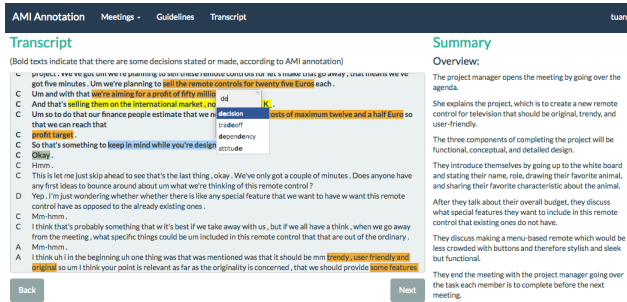 AMI Annotation Meetings - Guidelines Transcript tuan
Transcript
(Bold texts indicate that there are some decisions stated or made, according to AMI annotation)
C project . We've got um we're planning to sell these remote controls for let's make that go away , that means we've
got five minutes . Um we're planning to sell the remote controls for twenty five Euros each .
C Um and with that we're aiming for a profit of fifty millio
C And that's selling them on the international market , no K .
C Um so to do that our finance people estimate that we n costs of maximum twelve and a half Euro so
that we can reach that
C profit target .
C So that's something to keep in mind while you're design
C Okay .
C Hmm .
C This is let me just skip ahead to see that's the last thing , okay . We've only got a couple of minutes . Does anyone have
any first ideas to bounce around about um what we're thinking of this remote control ?
D Yep . I'm just wondering whether whether there is like any special feature that we want to have w want this remote
control have as opposed to the already existing ones .
C Mm-hmm .
C I think that's probably something that w it's best if we take away with us , but if we all have a think , when we go away
from the meeting , what specific things could be um included in this remote control that that are out of the ordinary .
A Mm-hmm .
A I think uh i in the beginning uh one thing was that was mentioned was that it should be mm trendy , user friendly and
original so um I think your point is relevant as far as the originality is concerned , that we should provide some features
de
decision
tradeoff
dependency
attitude
Back Next
Summary
Overview:
The project manager opens the meeting by going over the
agenda.
She explains the project, which is to create a new remote
control for television that should be original, trendy, and
user-friendly.
The three components of completing the project will be
functional, conceptual, and detailed design.
They introduce themselves by going up to the white board
and stating their name, role, drawing their favorite animal,
and sharing their favorite characteristic about the animal.
After they talk about their overall budget, they discuss
what special features they want to include in this remote
control that existing ones do not have.
They discuss making a menu-based remote which would be
less crowded with buttons and therefore stylish and sleek
but functional.
They end the meeting with the project manager going over
the task each member is to complete before the next
meeting.